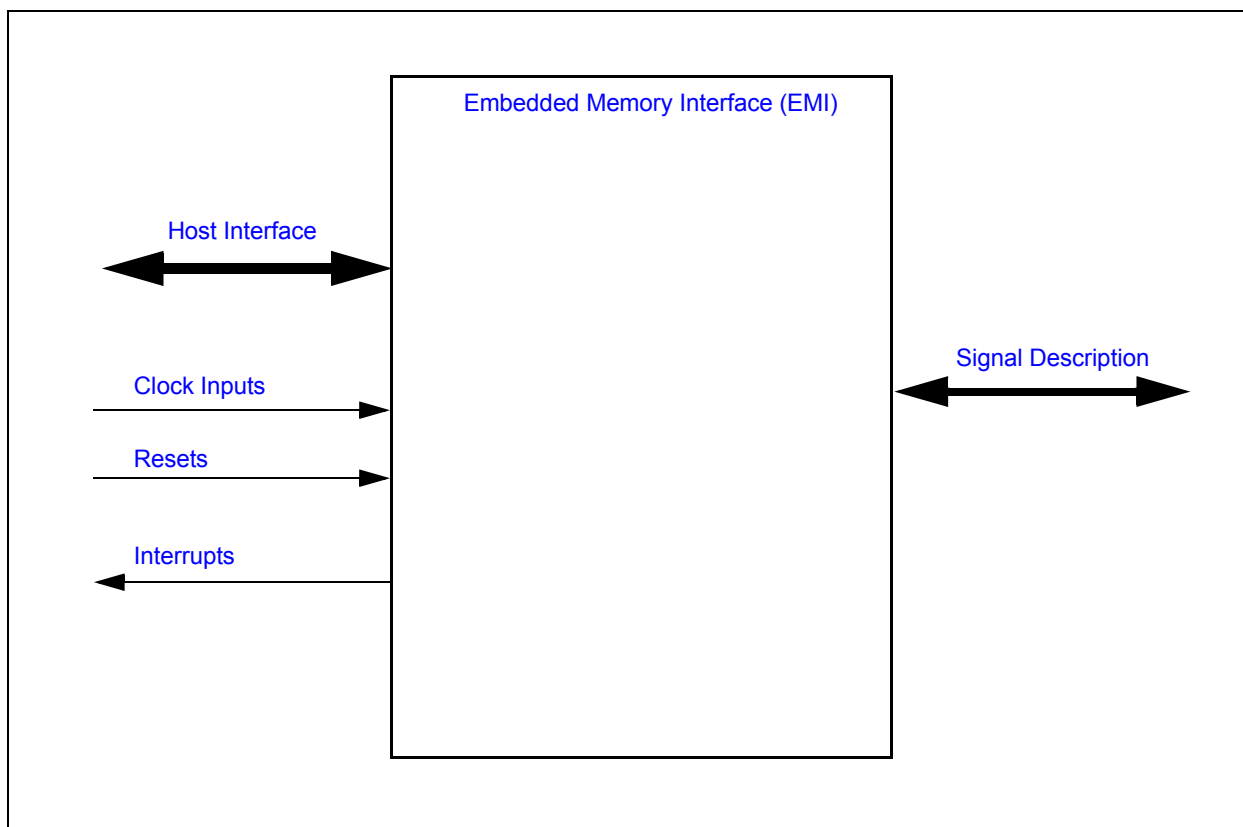 Embedded Memory Interface (EMI)
Host Interface
Signal Description
Clock Inputs
Resets
Interrupts